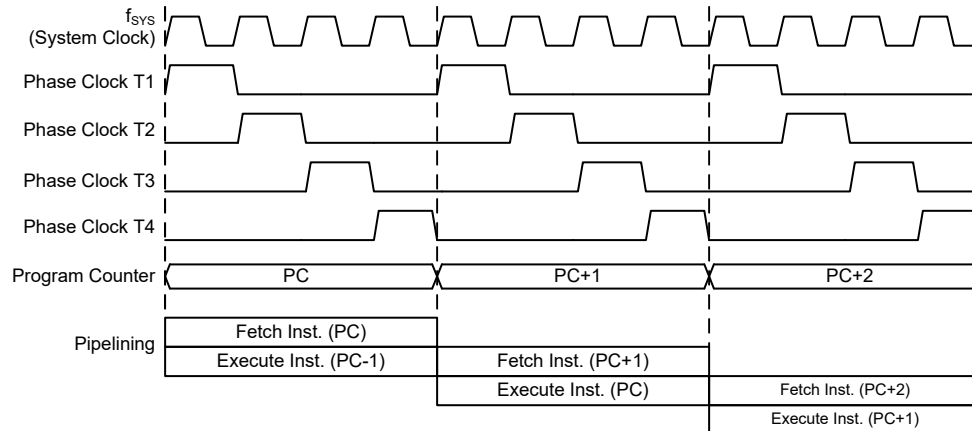 fSYS
(System Clock)
Phase Clock T1
Phase Clock T2
Phase Clock T3
Phase Clock T4
Program Counter PC PC+1 PC+2
Pipelining
Fetch Inst. (PC)
Execute Inst. (PC-1) Fetch Inst. (PC+1)
Execute Inst. (PC) Fetch Inst. (PC+2)
Execute Inst. (PC+1)